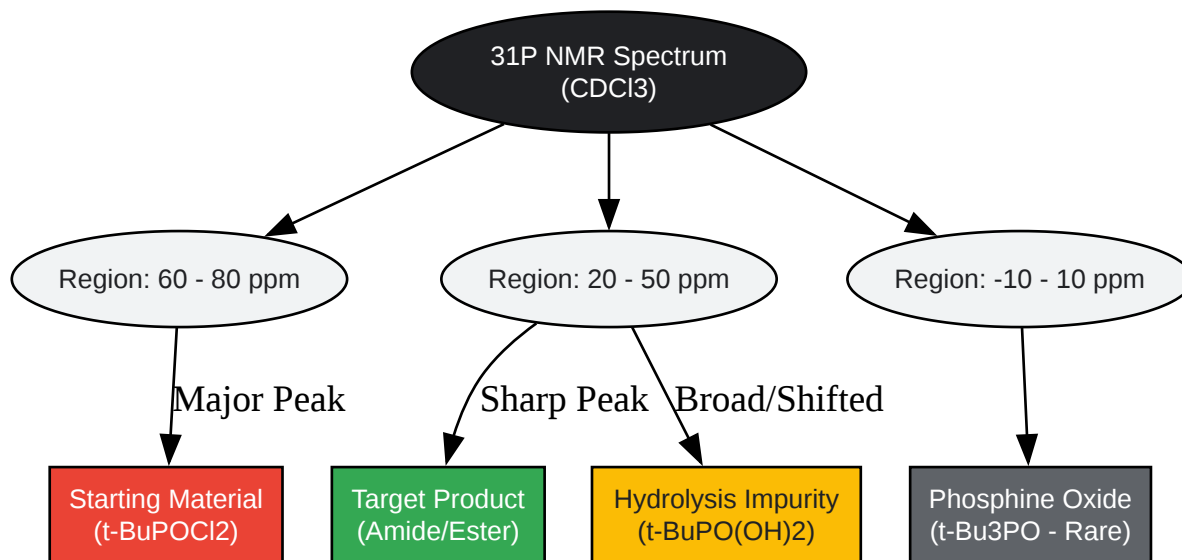 31P NMR Spectrum
(CDCl3)
Region: 60 - 80 ppm
Region: 20 - 50 ppm
Region: -10 - 10 ppm
Major Peak
Sharp Peak
Broad/Shifted
Starting Material
(t-BuPOCl2)
Target Product
(Amide/Ester)
Hydrolysis Impurity
(t-BuPO(OH)2)
Phosphine Oxide
(t-Bu3PO - Rare)